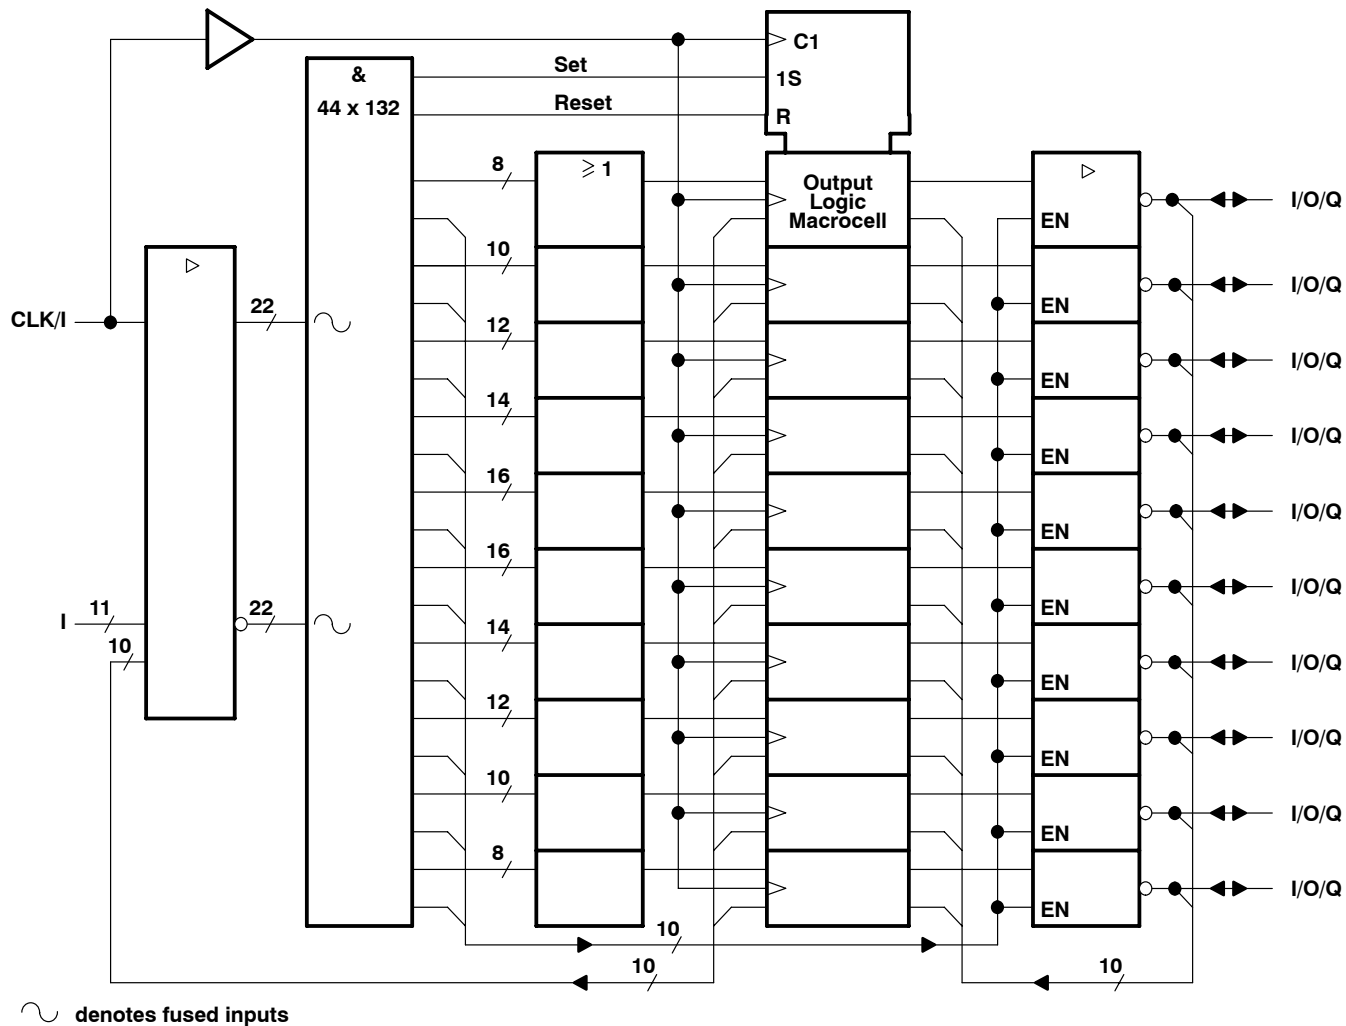 C1
&
Set
1S
44 x 132
Reset
R
8
≥ 1
Output
Logic
Macrocell
I/O/Q
EN
10
I/O/Q
EN
CLK/I
22
12
I/O/Q
EN
14
I/O/Q
EN
16
I/O/Q
EN
16
I/O/Q
EN
I
11
22
10
14
I/O/Q
EN
12
I/O/Q
EN
10
I/O/Q
EN
8
I/O/Q
EN
10
10
10
denotes fused inputs